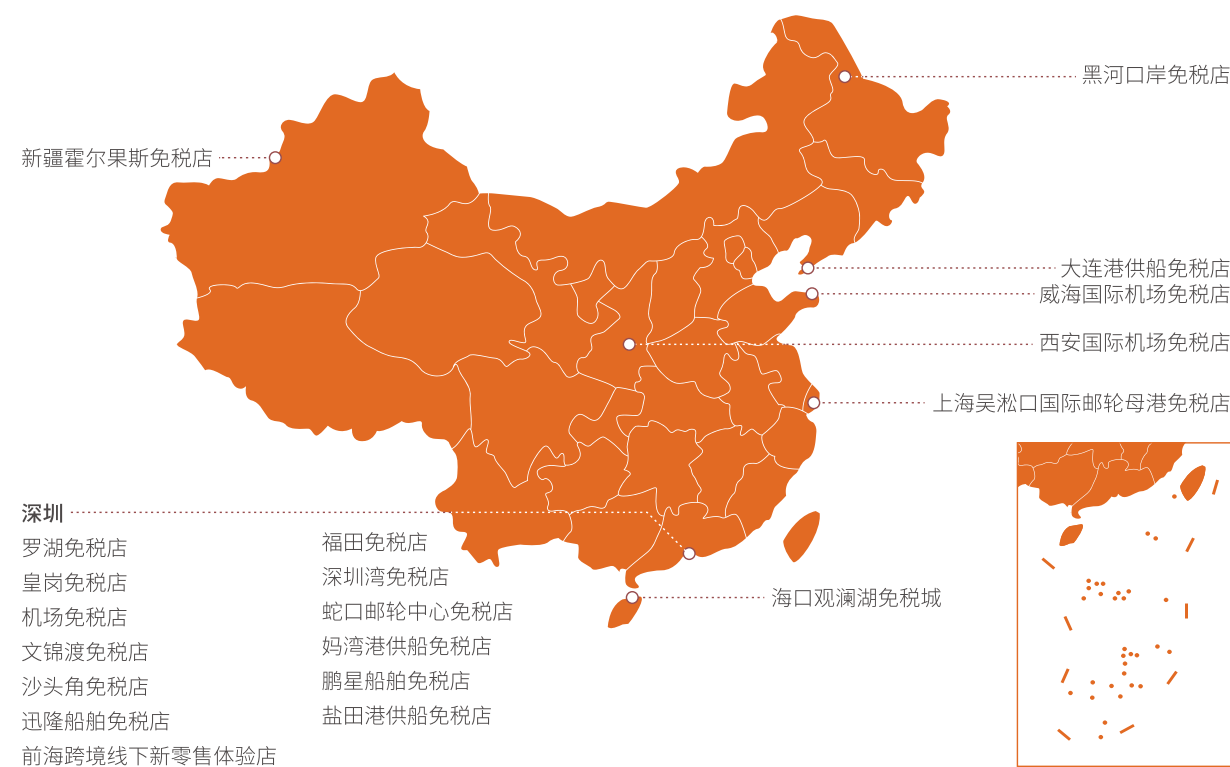 黑河口岸免税店
新疆霍尔果斯免税店
大连港供船免税店
威海国际机场免税店
西安国际机场免税店
上海吴淞口国际邮轮母港免税店
海口观澜湖免税城
深圳
罗湖免税店
皇岗免税店
机场免税店
文锦渡免税店
沙头角免税店
迅隆船舶免税店
前海跨境线下新零售体验店
福田免税店
深圳湾免税店
蛇口邮轮中心免税店
妈湾港供船免税店
鹏星船舶免税店
盐田港供船免税店